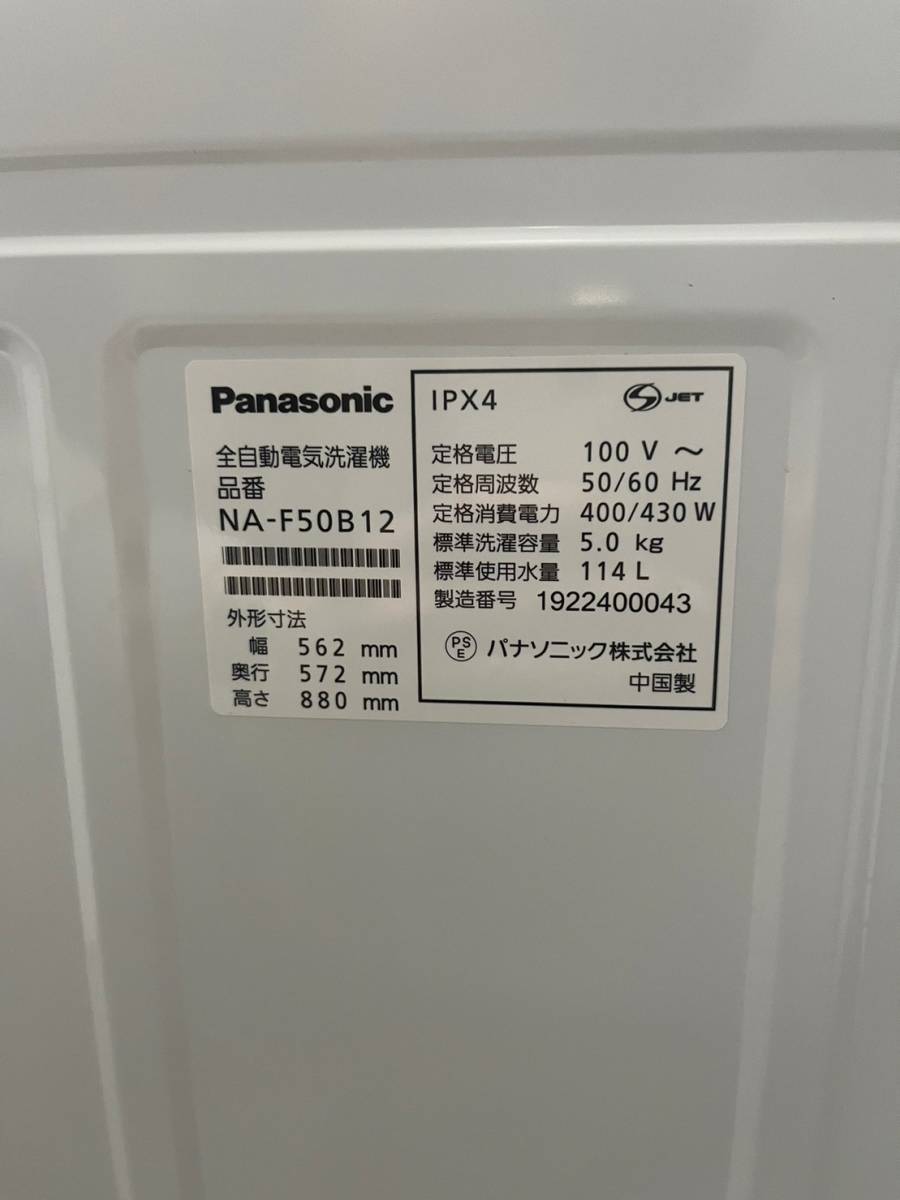 Panasonic
全自動電気洗濯機
品番
NA-F50B12
外形寸法
幅 562 mm
奥行 572 mm
高さ 880 mm
IPX4
S JET
定格電圧 100 V ～
定格周波数 50/60 Hz
定格消費電力 400/430 W
標準洗濯容量 5.0 kg
標準使用水量 114 L
製造番号 1922400043
PS
E パナソニック株式会社
中国製